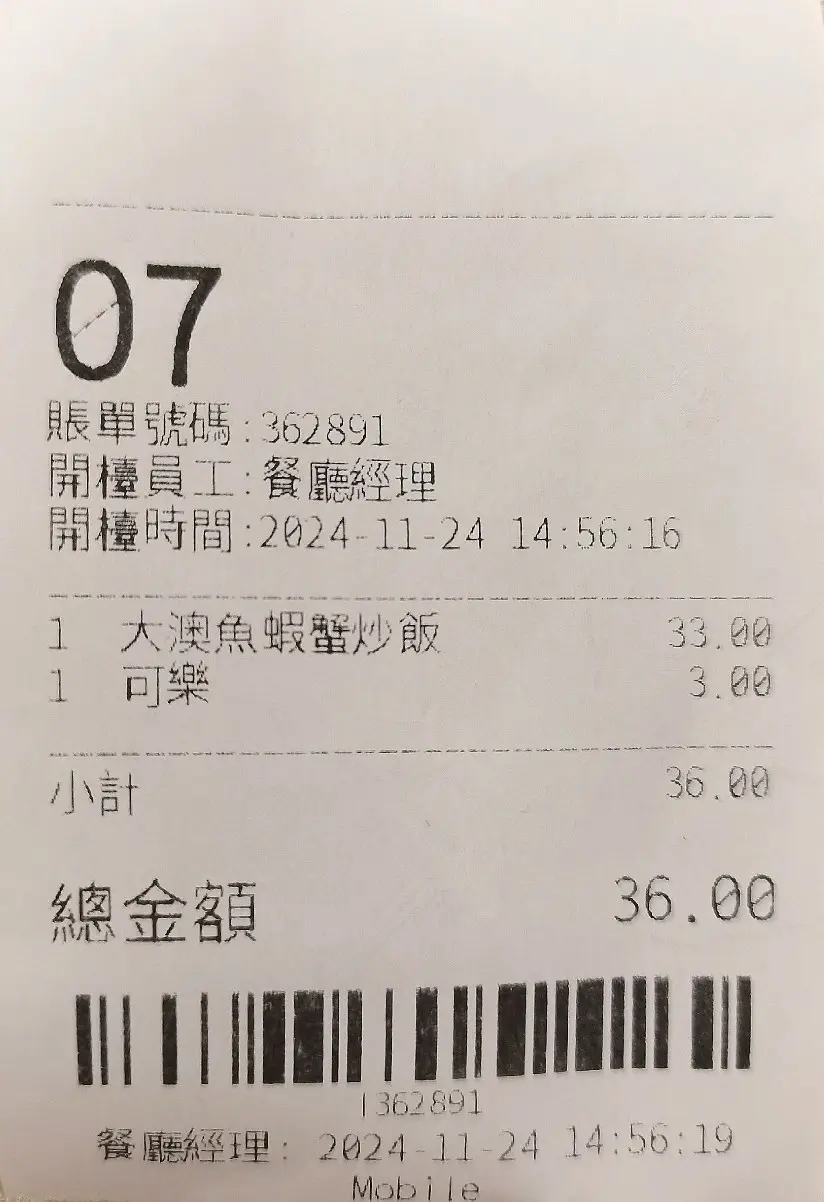 07
賬單號碼:362891
開檯員工:餐廳經理
開檯時間:2024-11-24 14:56:16
1 大澳魚蝦蟹炒飯 33.00
1 可樂 3.00
小計 36.00
總金額 36.00
|362891
餐廳經理: 2024-11-24 14:56:19
Mobile